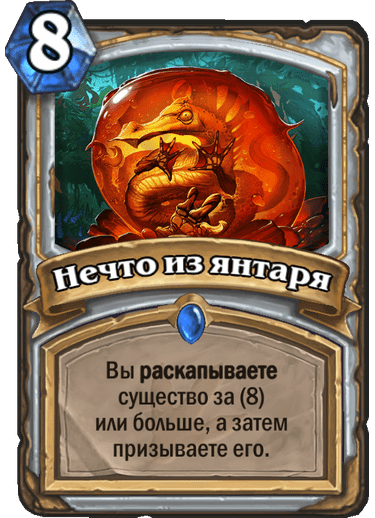 8
Нечто из янтаря
Вы раскапываете
существо за (8)
или больше, а затем
призываете его.